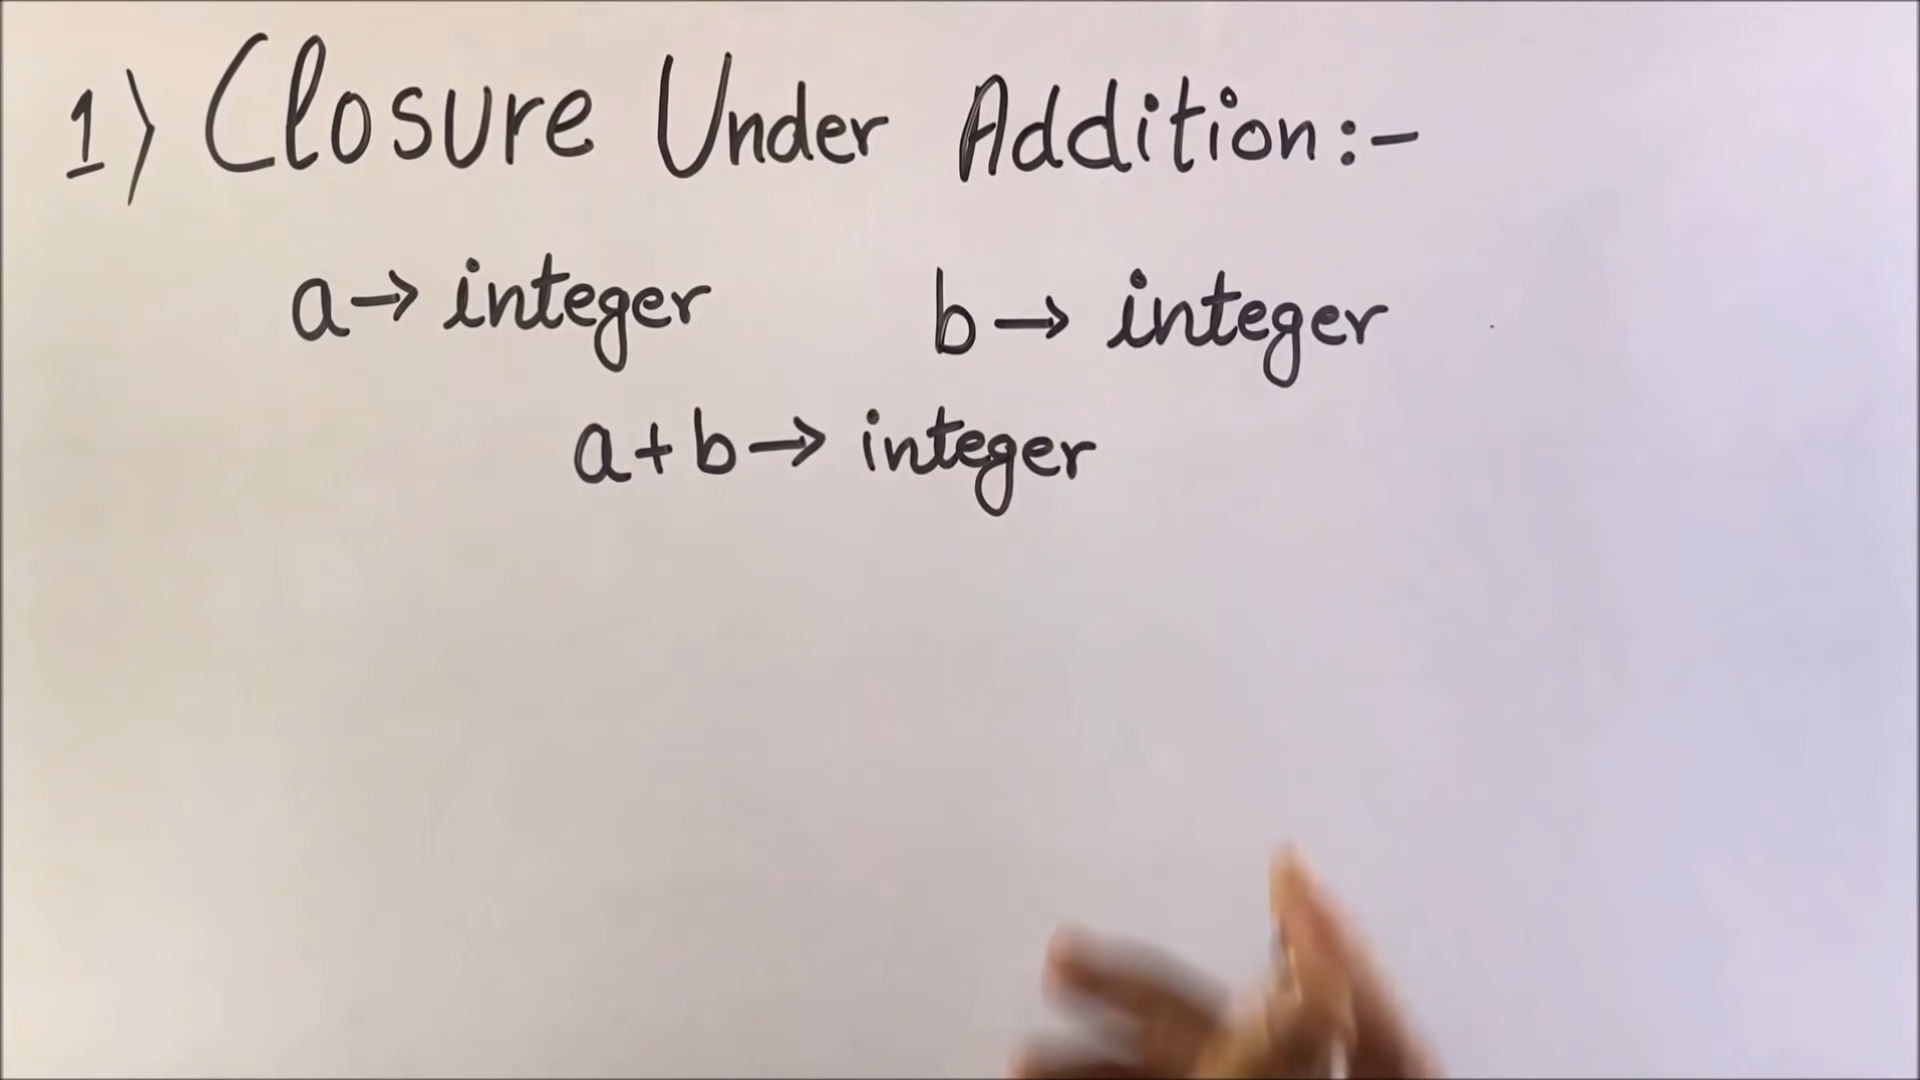 1) Closure Under Addition:-
a→ integer b→ integer
a+b→ integer